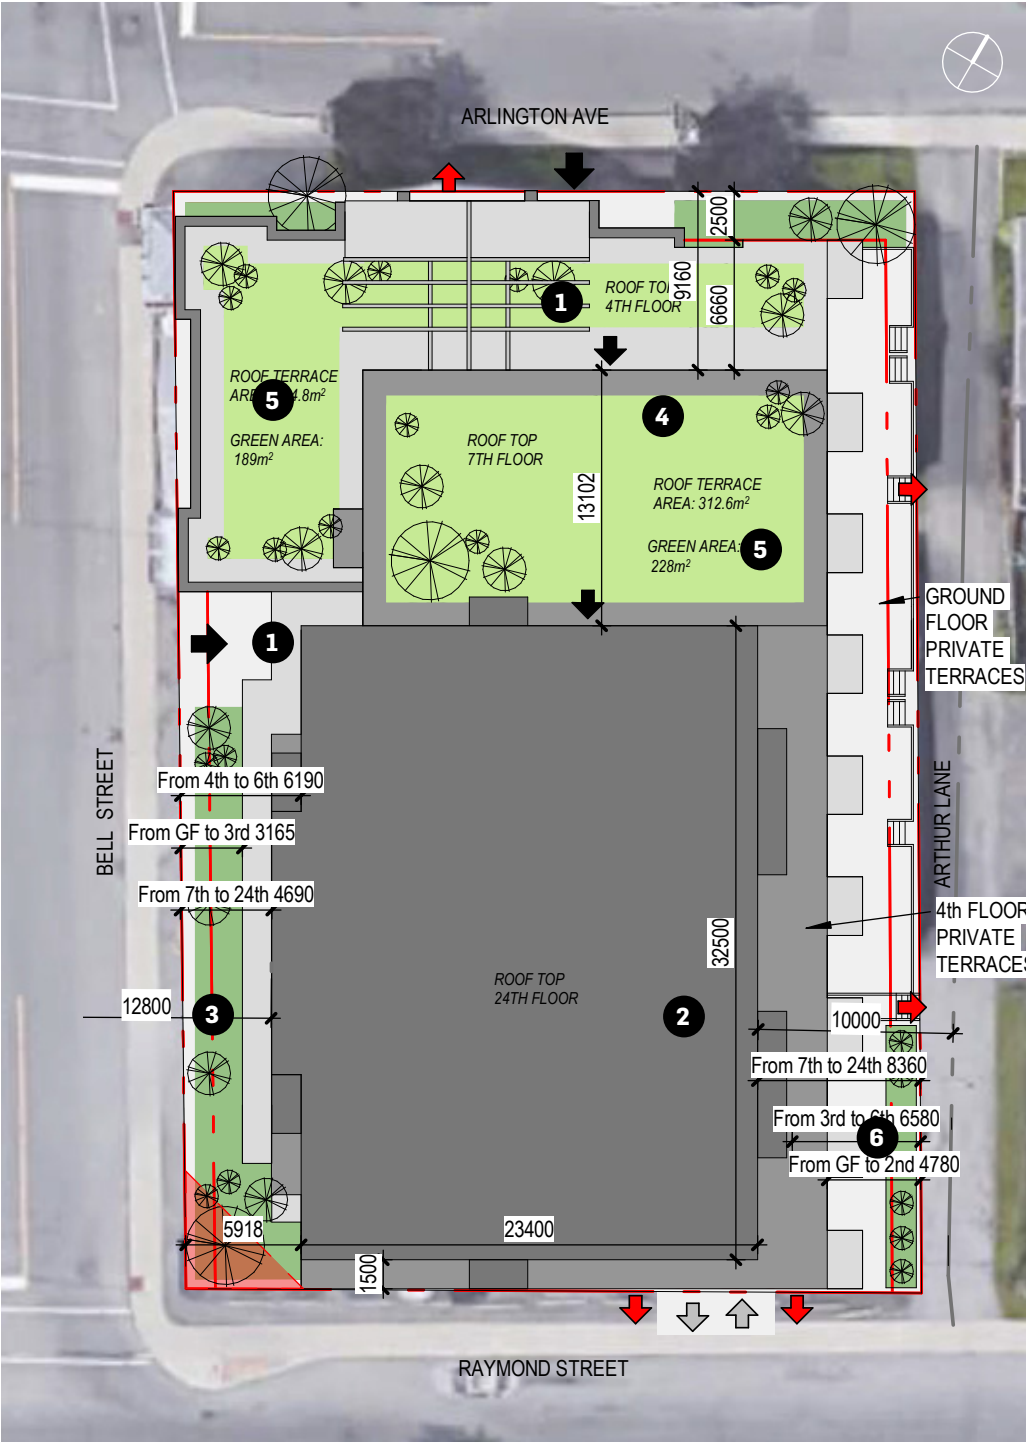 ARLINGTON AVE
2500
9160
6660
ROOF TO
4TH FLOOR
1
ROOF TERRACE
4.8m²
5
GREEN AREA:
189m²
4
ROOF TOP
7TH FLOOR
13102
ROOF TERRACE
AREA: 312.6m²
GREEN AREA:
228m²
5
GROUND
FLOOR
PRIVATE
TERRACES
1
BELL STREET
From 4th to 6th 6190
From GF to 3rd 3165
From 7th to 24th 4690
ARTHUR LANE
4th FLOOR
PRIVATE
TERRACES
32500
ROOF TOP
24TH FLOOR
12800
3
2
10000
From 7th to 24th 8360
From 3rd to 6th 6580
6
From GF to 2nd 4780
5918
23400
1500
RAYMOND STREET